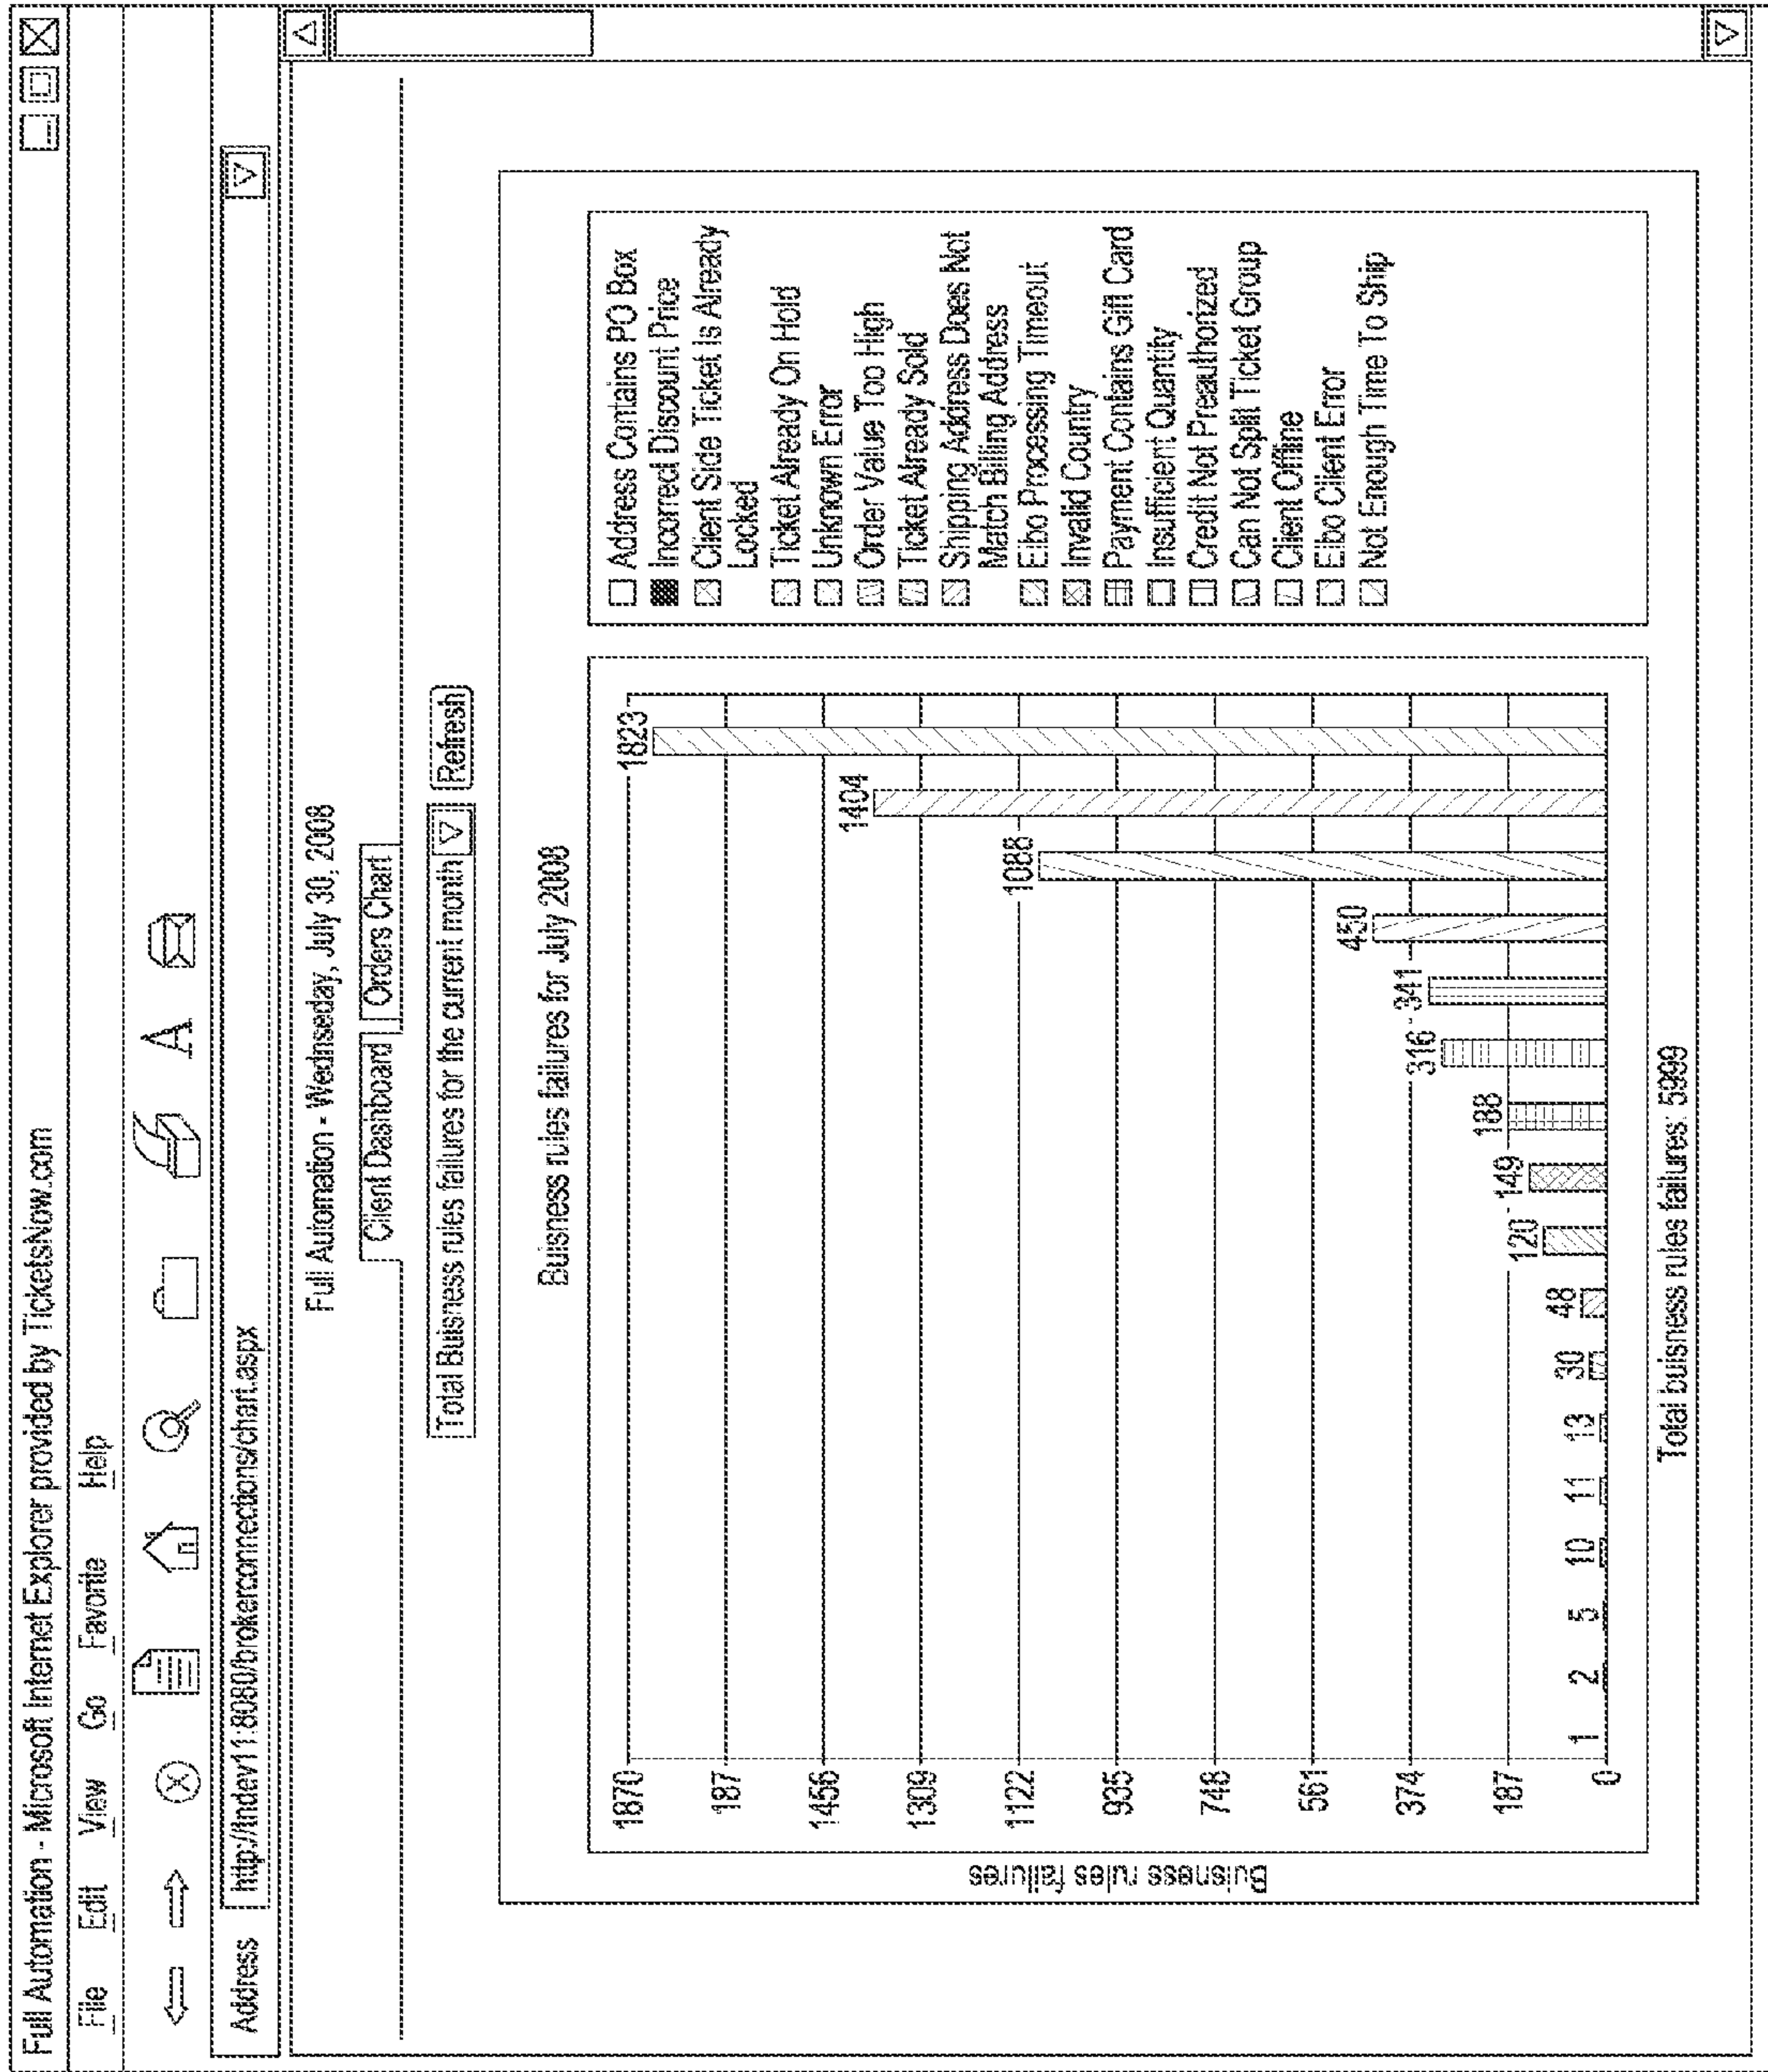 Full Automation - Microsoft Internet Explorer provided by TicketsNow.com
File Edit View Go Favorite Help
A
Address http://tndev11:8080/brokerconnections/chart.aspx
Full Automation - Wednseday, July 30, 2008
Client Dashboard Orders Chart
Total Buisness rules failures for the current month Refresh
Buisness rules failures for July 2008
Buisness rules failures
1870
187
1456
1309
1122
935
748
561
374
187
0
1
2
5
10
11
13
30
48
120
149
188
316
341
450
1088
1404
1823
Address Contains PO Box
Incorrect Discount Price
Client Side Ticket Is Already
Locked
Ticket Already On Hold
Unknown Error
Order Value Too High
Ticket Already Sold
Shipping Address Does Not
Match Billing Address
Eibo Processing Timeout
Invalid Country
Payment Contains Gift Card
Insufficient Quantity
Credit Not Preauthorized
Can Not Split Ticket Group
Client Offline
Eibo Client Error
Not Enough Time To Ship
Total buisness rules failures: 5999